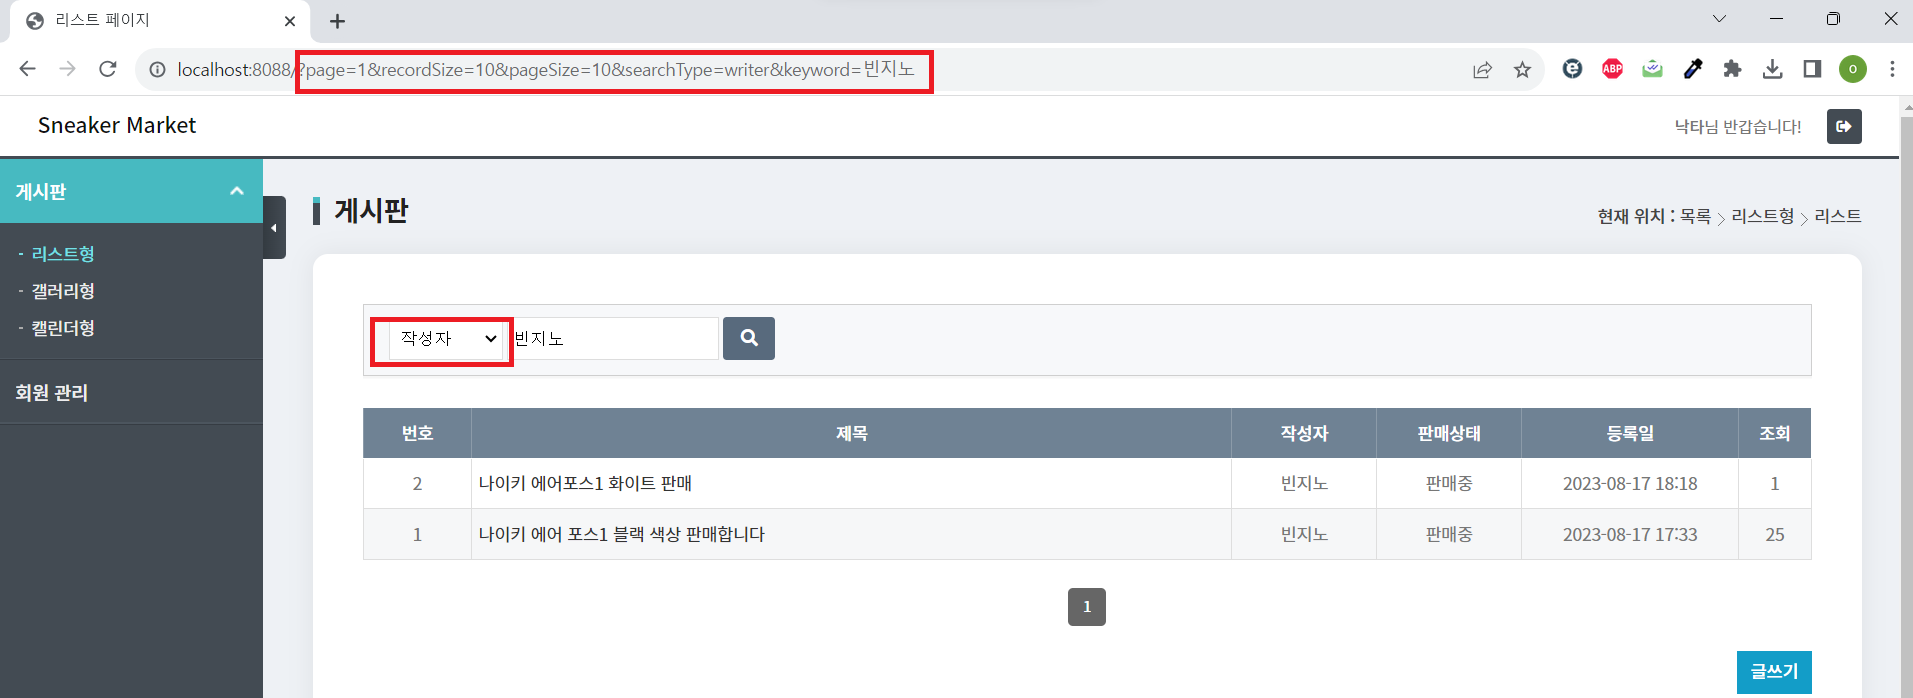 리스트 페이지
localhost:8088/?page=1&recordSize=10&pageSize=10&searchType=writer&keyword=빈지노
ABP
o
Sneaker Market
낙타님 반갑습니다!
게시판
- 리스트형
- 갤러리형
- 캘린더형
회원 관리
게시판
현재 위치 : 목록 > 리스트형 > 리스트
작성자 빈지노
번호 제목 작성자 판매상태 등록일 조회
2 나이키 에어포스1 화이트 판매 빈지노 판매중 2023-08-17 18:18 1
1 나이키 에어 포스1 블랙 색상 판매합니다 빈지노 판매중 2023-08-17 17:33 25
1
글쓰기